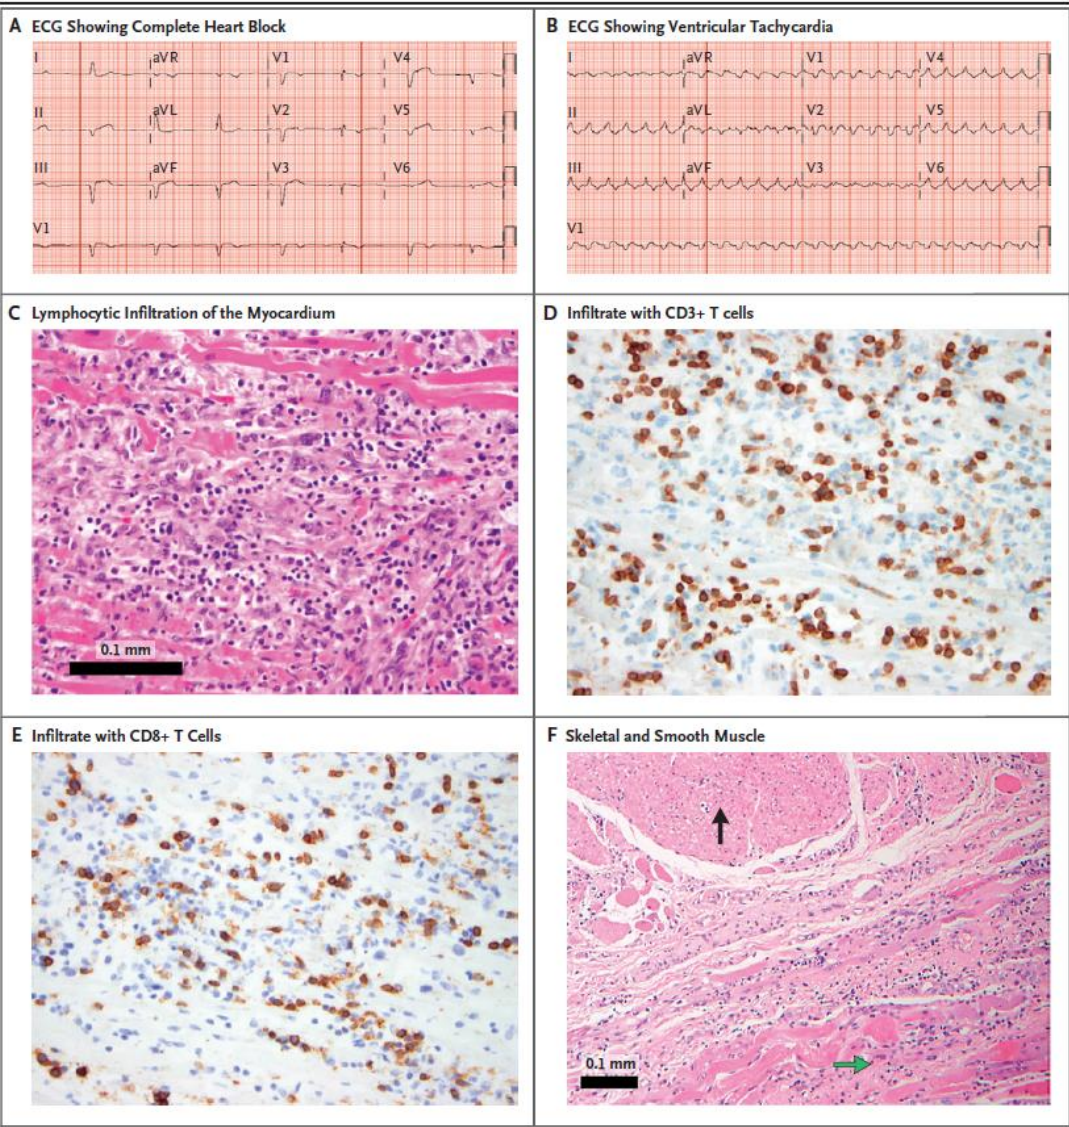 A ECG Showing Complete Heart Block
I aVR V1 V4
II aVL V2 V5
III aVF V3 V6
V1
B ECG Showing Ventricular Tachycardia
I aVR V1 V4
II aVL V2 V5
III aVF V3 V6
V1
C Lymphocytic Infiltration of the Myocardium
0.1 mm
D Infiltrate with CD3+ T cells
E Infiltrate with CD8+ T Cells
F Skeletal and Smooth Muscle
0.1 mm